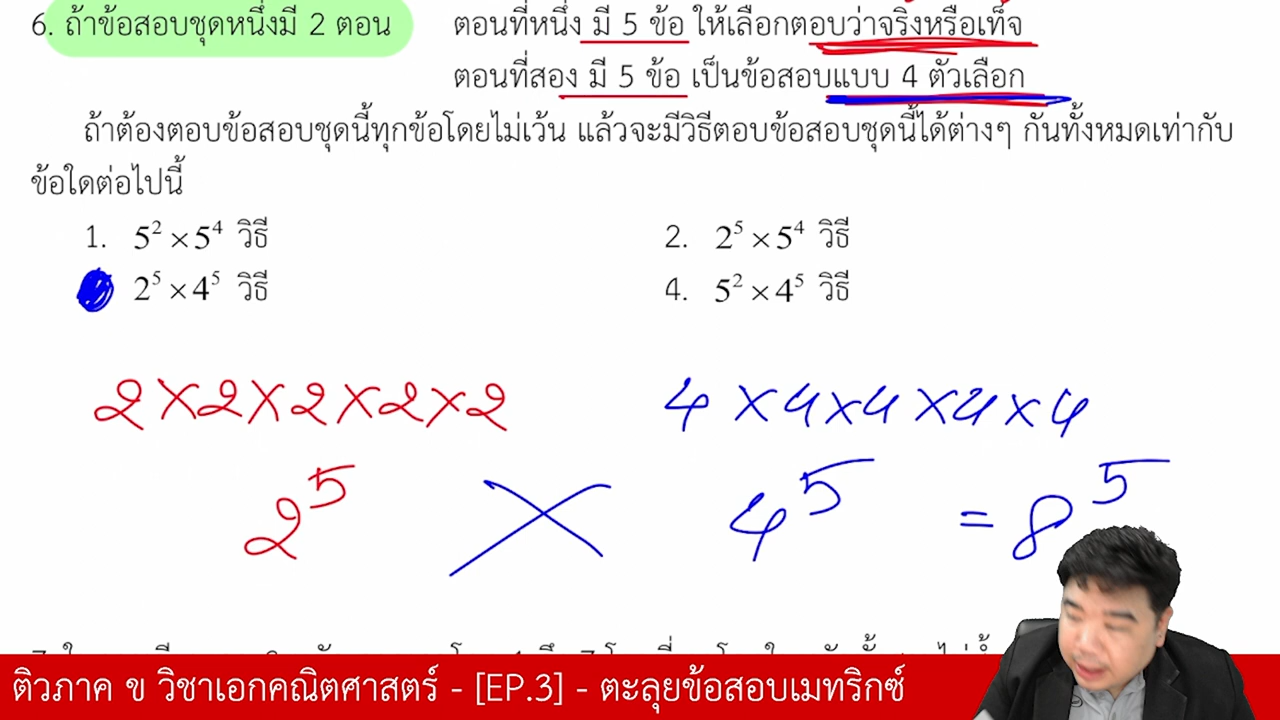 6. ถ้าข้อสอบชุดหนึ่งมี 2 ตอน ตอนที่หนึ่ง มี 5 ข้อ ให้เลือกตอบว่าจริงหรือเท็จ
ตอนที่สอง มี 5 ข้อ เป็นข้อสอบแบบ 4 ตัวเลือก
ถ้าต้องตอบข้อสอบชุดนี้ทุกข้อโดยไม่เว้น แล้วจะมีวิธีตอบข้อสอบชุดนี้ได้ต่างๆ กันทั้งหมดเท่ากับ
ข้อใดต่อไปนี้
1. 5² × 5⁴ วิธี 2. 2⁵ × 5⁴ วิธี
2⁵ × 4⁵ วิธี 4. 5² × 4⁵ วิธี
2 × 2 × 2 × 2 × 2 4 × 4 × 4 × 4 × 4
2⁵ × 4⁵ = 8⁵
ติวภาค ข วิชาเอกคณิตศาสตร์ - [EP.3] - ตะลุยข้อสอบเมทริกซ์